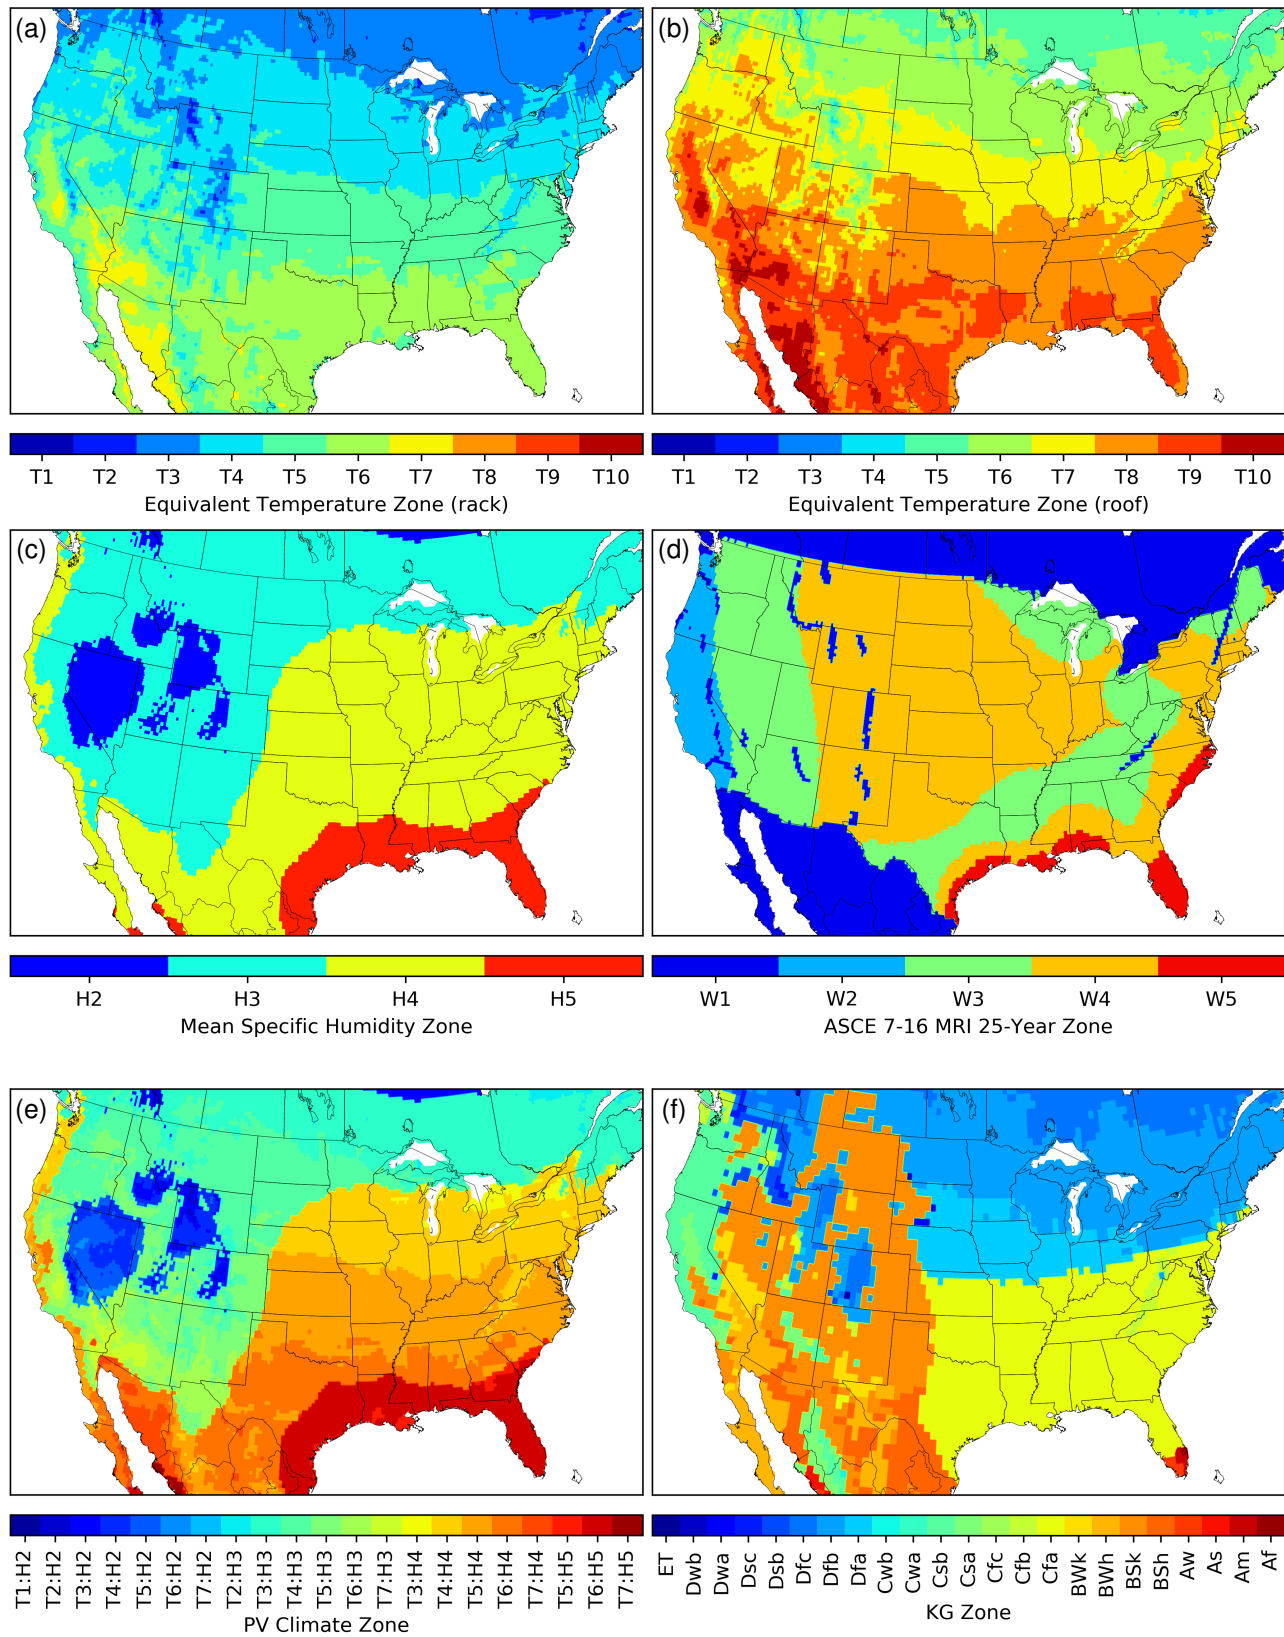 (a)
(b)
T1 T2 T3 T4 T5 T6 T7 T8 T9 T10
Equivalent Temperature Zone (rack)
T1 T2 T3 T4 T5 T6 T7 T8 T9 T10
Equivalent Temperature Zone (roof)
(c)
(d)
H2 H3 H4 H5
Mean Specific Humidity Zone
W1 W2 W3 W4 W5
ASCE 7-16 MRI 25-Year Zone
(e)
(f)
T1:H2
T2:H2
T3:H2
T4:H2
T5:H2
T6:H2
T7:H2
T2:H3
T3:H3
T4:H3
T5:H3
T6:H3
T7:H3
T3:H4
T4:H4
T5:H4
T6:H4
T7:H4
T5:H5
T6:H5
T7:H5
PV Climate Zone
ET
Dwb
Dwa
Dsc
Dsb
Dfc
Dfb
Dfa
Cwb
Cwa
Csb
Csa
Cfc
Cfb
Cfa
BWk
BWh
BSk
BSh
Aw
As
Am
Af
KG Zone